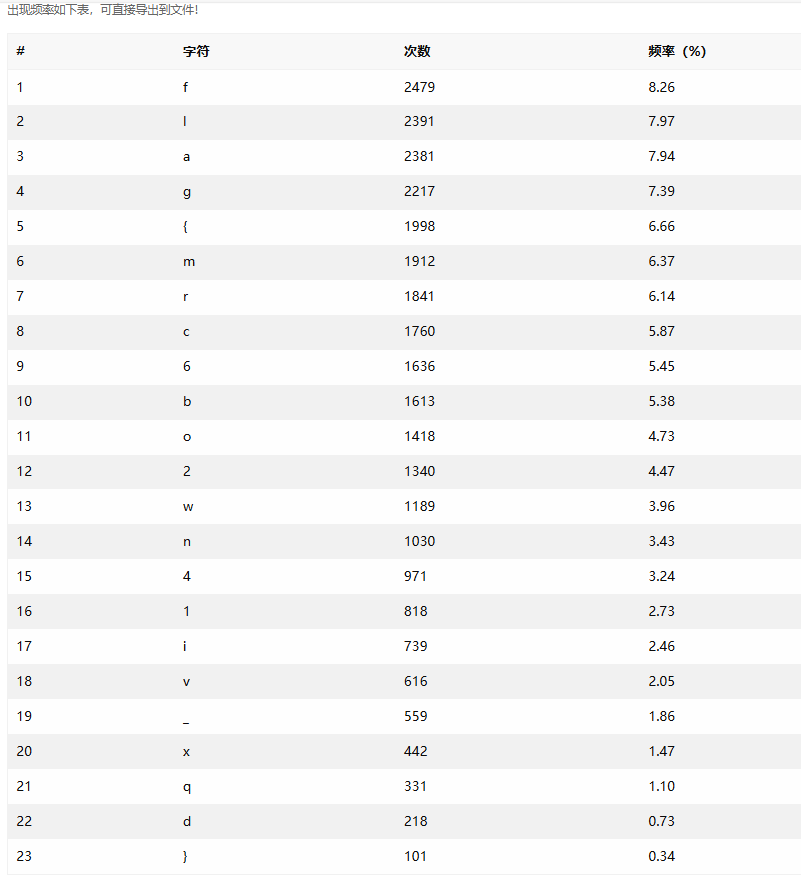 出现频率如下表，可直接导出到文件!
# 字符 次数 频率（%）
1 f 2479 8.26
2 l 2391 7.97
3 a 2381 7.94
4 g 2217 7.39
5 { 1998 6.66
6 m 1912 6.37
7 r 1841 6.14
8 c 1760 5.87
9 6 1636 5.45
10 b 1613 5.38
11 o 1418 4.73
12 2 1340 4.47
13 w 1189 3.96
14 n 1030 3.43
15 4 971 3.24
16 1 818 2.73
17 i 739 2.46
18 v 616 2.05
19 _ 559 1.86
20 x 442 1.47
21 q 331 1.10
22 d 218 0.73
23 } 101 0.34